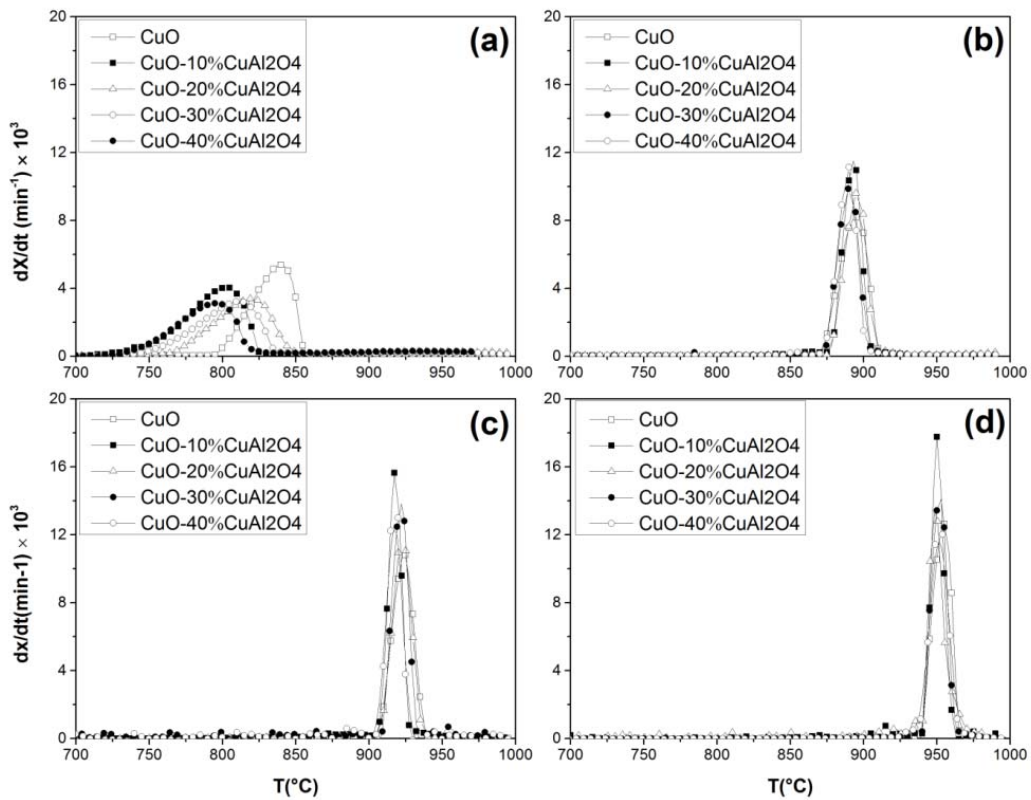 (a)
CuO
CuO-10%CuAl2O4
CuO-20%CuAl2O4
CuO-30%CuAl2O4
CuO-40%CuAl2O4
20
16
12
8
4
0
700 750 800 850 900 950 1000
dX/dt (min⁻¹) × 10³
(b)
CuO
CuO-10%CuAl2O4
CuO-20%CuAl2O4
CuO-30%CuAl2O4
CuO-40%CuAl2O4
20
16
12
8
4
0
700 750 800 850 900 950 1000
(c)
CuO
CuO-10%CuAl2O4
CuO-20%CuAl2O4
CuO-30%CuAl2O4
CuO-40%CuAl2O4
20
16
12
8
4
0
700 750 800 850 900 950 1000
dx/dt(min-1) × 10³
T(°C)
(d)
CuO
CuO-10%CuAl2O4
CuO-20%CuAl2O4
CuO-30%CuAl2O4
CuO-40%CuAl2O4
20
16
12
8
4
0
700 750 800 850 900 950 1000
T(°C)